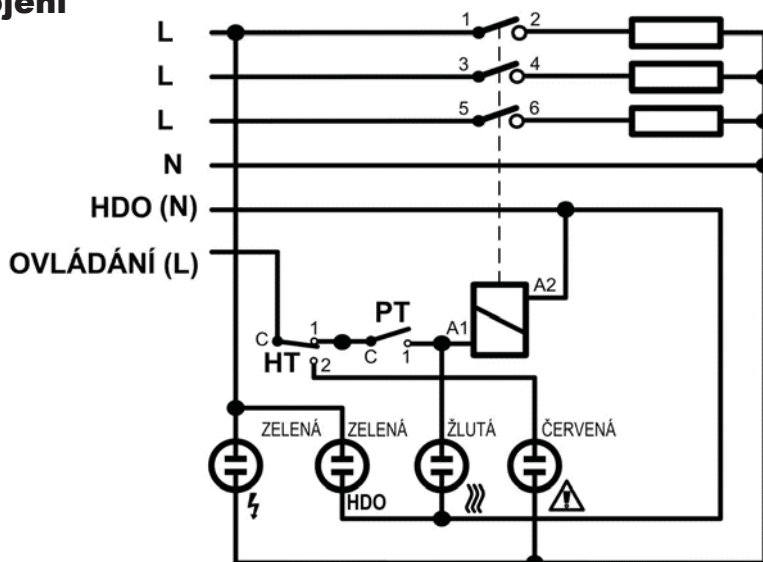 L 1 2
L 3 4
L 5 6
N
HDO (N)
OVLÁDÁNÍ (L)
A2
PT A1
C 1 C 1
HT 2
ZELENÁ ZELENÁ ŽLUTÁ ČERVENÁ
HDO